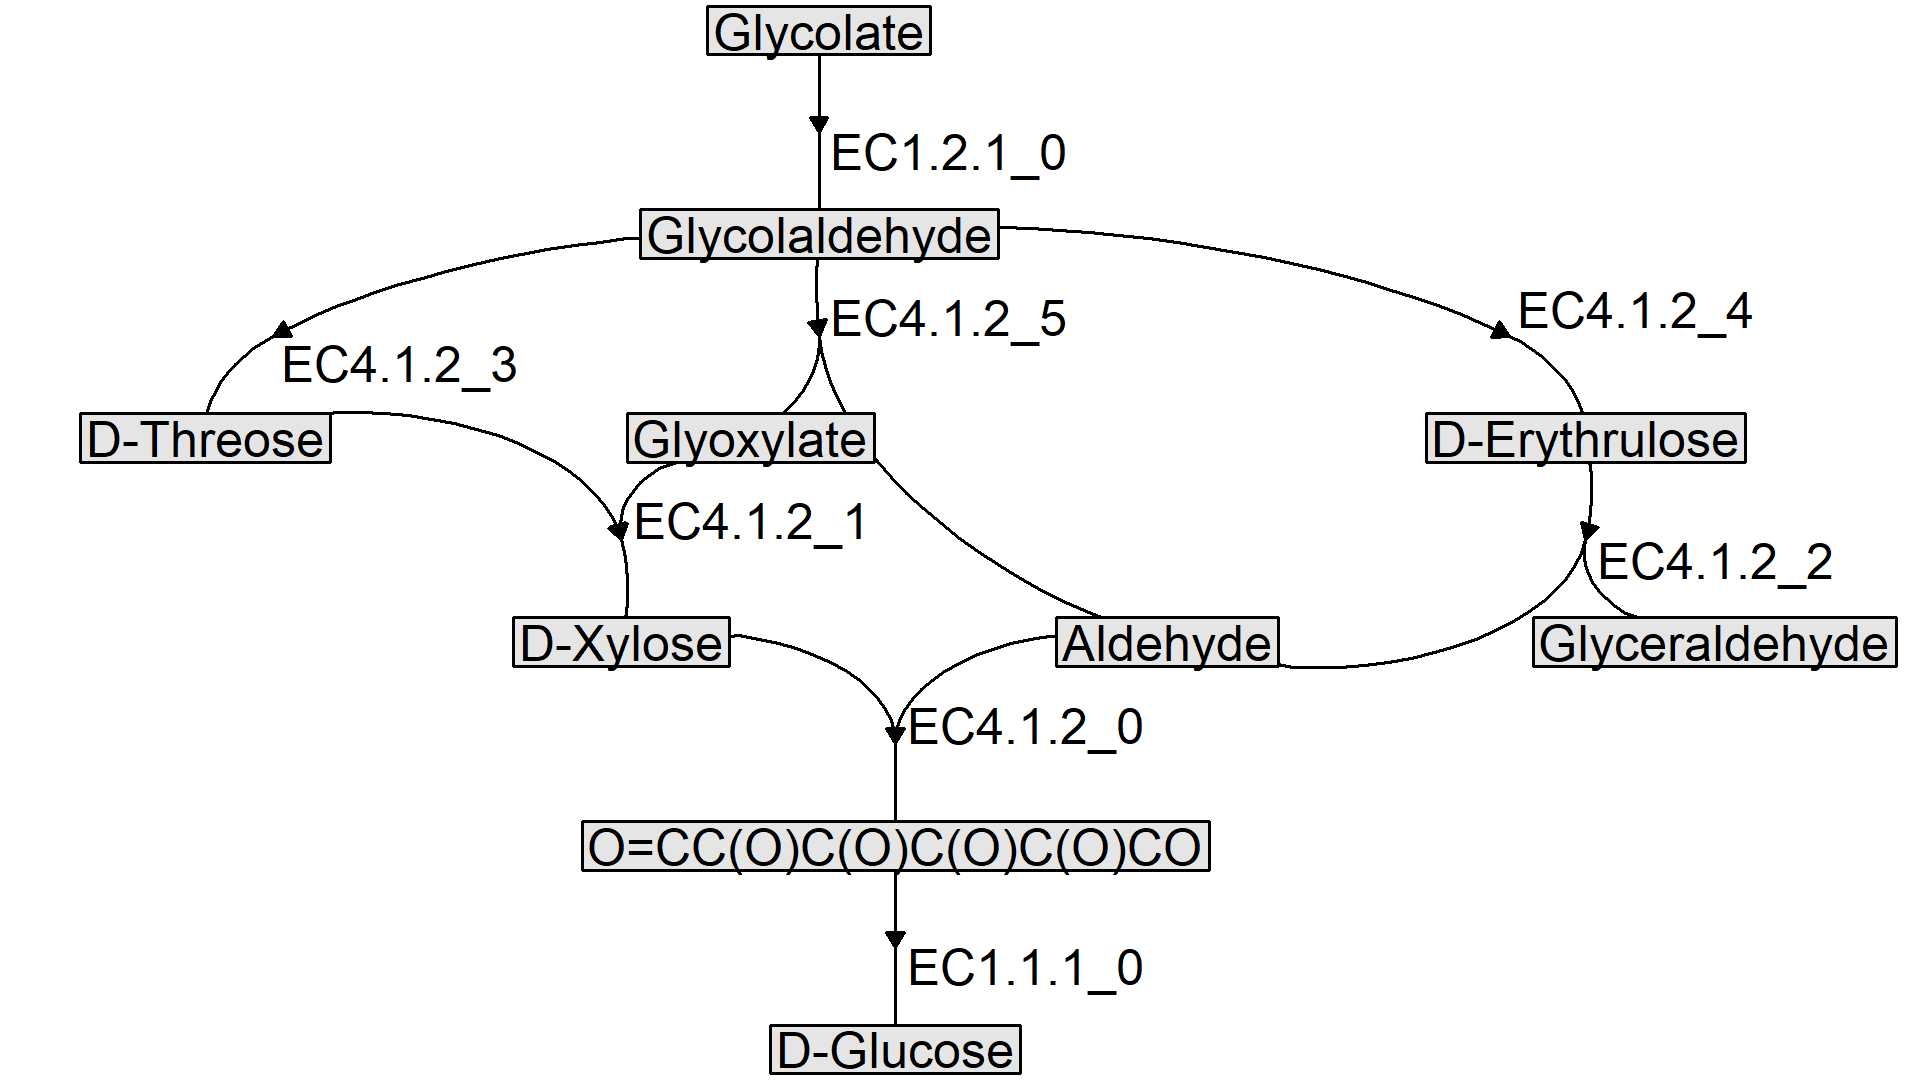 Glycolate
EC1.2.1_0
Glycolaldehyde
EC4.1.2_3
EC4.1.2_5
EC4.1.2_4
D-Threose
Glyoxylate
D-Erythrulose
EC4.1.2_1
EC4.1.2_2
D-Xylose
Aldehyde
Glyceraldehyde
EC4.1.2_0
O=CC(O)C(O)C(O)C(O)CO
EC1.1.1_0
D-Glucose